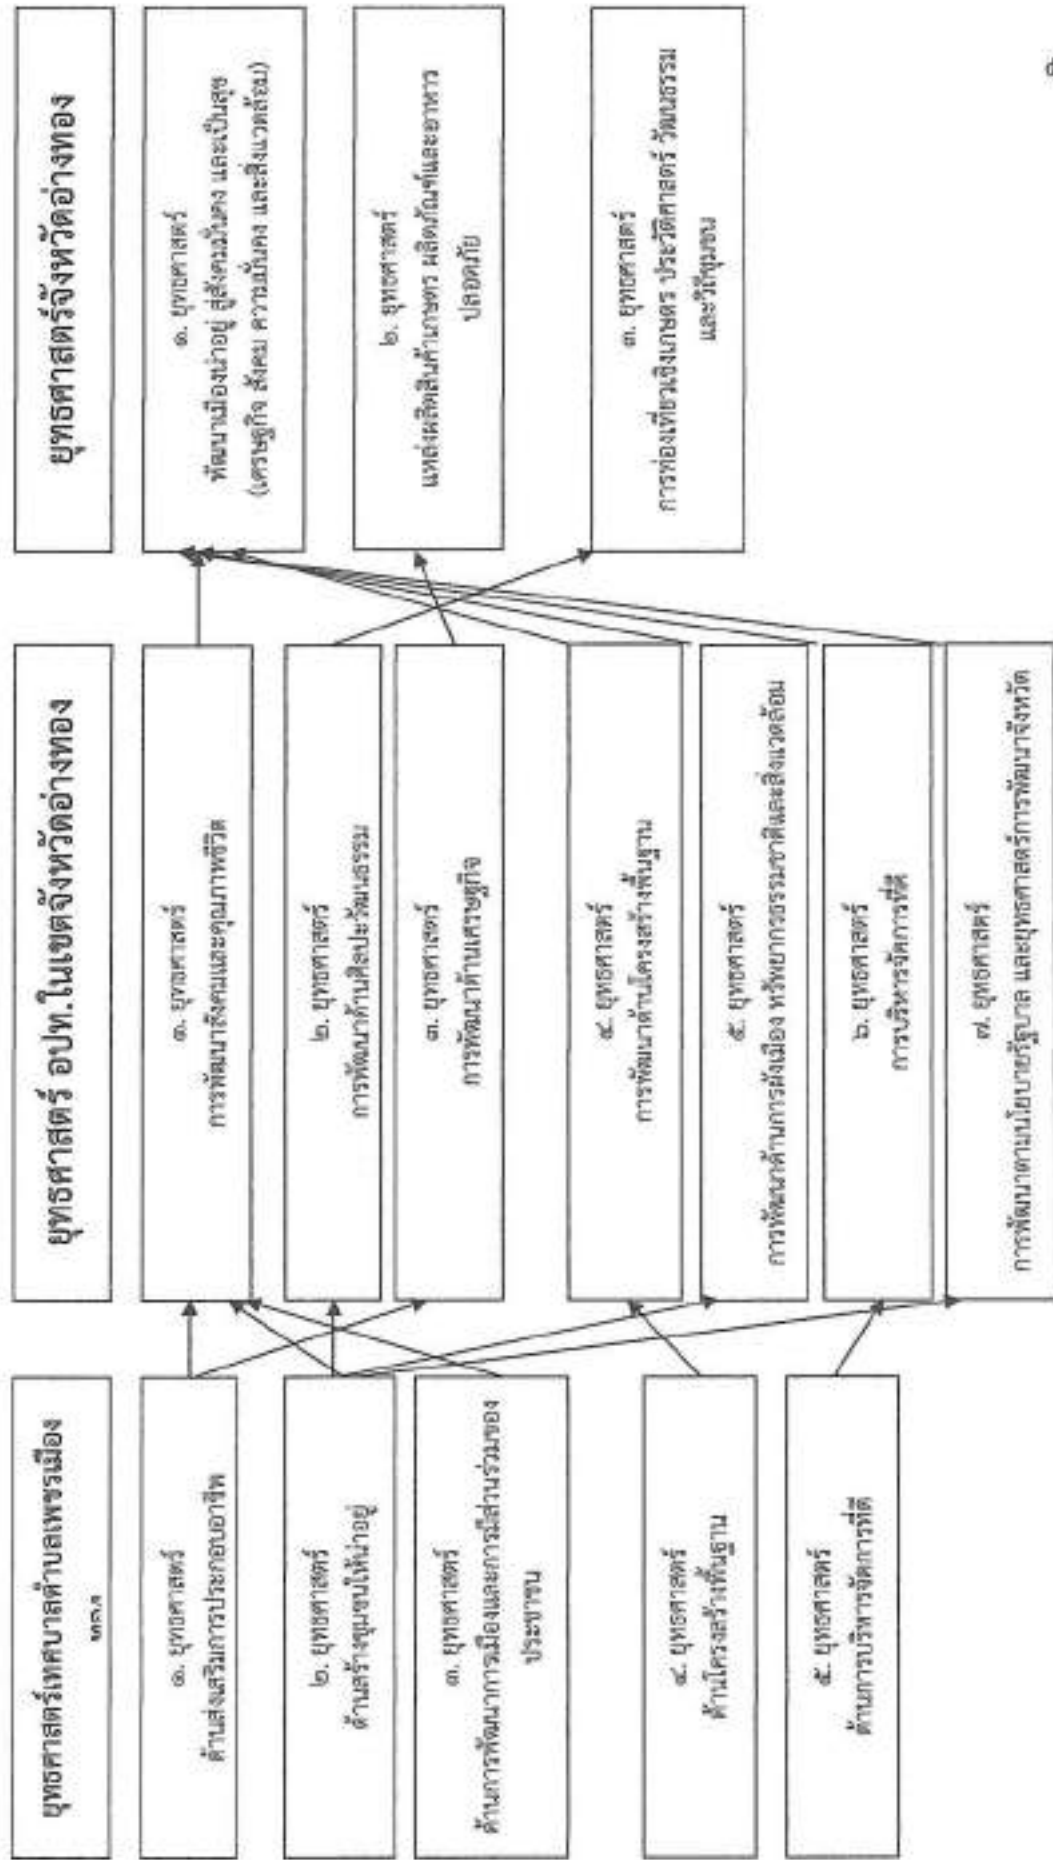 ยุทธศาสตร์เทศบาลตำบลเพชรเมืองทอง
๑. ยุทธศาสตร์
ด้านส่งเสริมการประกอบอาชีพ
๒. ยุทธศาสตร์
ด้านสร้างชุมชนให้น่าอยู่
๓. ยุทธศาสตร์
ด้านการพัฒนาการเมืองและการมีส่วนร่วมของ
ประชาชน
๔. ยุทธศาสตร์
ด้านโครงสร้างพื้นฐาน
๕. ยุทธศาสตร์
ด้านการบริหารจัดการที่ดี
ยุทธศาสตร์ อปท.ในเขตจังหวัดอ่างทอง
๑. ยุทธศาสตร์
การพัฒนาสังคมและคุณภาพชีวิต
๒. ยุทธศาสตร์
การพัฒนาด้านศิลปะวัฒนธรรม
๓. ยุทธศาสตร์
การพัฒนาด้านเศรษฐกิจ
๔. ยุทธศาสตร์
การพัฒนาด้านโครงสร้างพื้นฐาน
๕. ยุทธศาสตร์
การพัฒนาด้านการผังเมือง ทรัพยากรธรรมชาติและสิ่งแวดล้อม
๖. ยุทธศาสตร์
การบริหารจัดการที่ดี
๗. ยุทธศาสตร์
การพัฒนาตามนโยบายรัฐบาล และยุทธศาสตร์การพัฒนาจังหวัด
ยุทธศาสตร์จังหวัดอ่างทอง
๑. ยุทธศาสตร์
พัฒนาเมืองน่าอยู่ สู่สังคมมั่นคง และเป็นสุข
(เศรษฐกิจ สังคม ความมั่นคง และสิ่งแวดล้อม)
๒. ยุทธศาสตร์
แหล่งผลิตสินค้าเกษตร ผลิตภัณฑ์และอาหาร
ปลอดภัย
๓. ยุทธศาสตร์
การท่องเที่ยวเชิงเกษตร ประวัติศาสตร์ วัฒนธรรม
และวิถีชุมชน